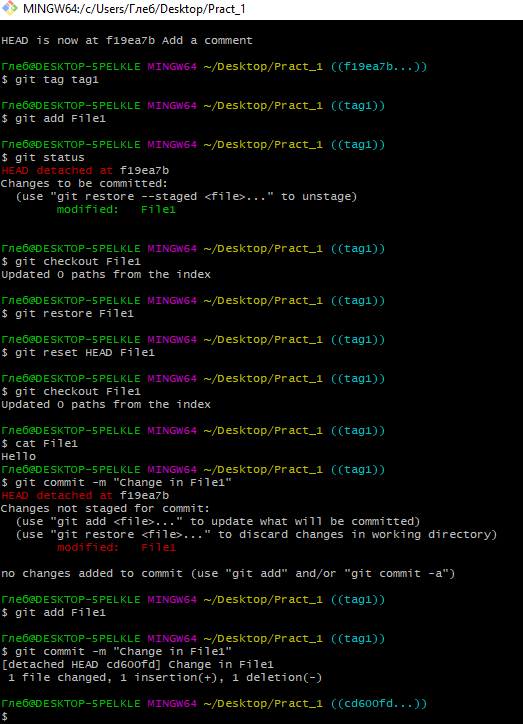 MINGW64:/c/Users/Глеб/Desktop/Pract_1
HEAD is now at f19ea7b Add a comment
Глеб@DESKTOP-5PELKLE MINGW64 ~/Desktop/Pract_1 ((f19ea7b...))
$ git tag tag1
Глеб@DESKTOP-5PELKLE MINGW64 ~/Desktop/Pract_1 ((tag1))
$ git add File1
Глеб@DESKTOP-5PELKLE MINGW64 ~/Desktop/Pract_1 ((tag1))
$ git status
HEAD detached at f19ea7b
Changes to be committed:
  (use "git restore --staged <file>..." to unstage)
        modified:   File1
Глеб@DESKTOP-5PELKLE MINGW64 ~/Desktop/Pract_1 ((tag1))
$ git checkout File1
Updated 0 paths from the index
Глеб@DESKTOP-5PELKLE MINGW64 ~/Desktop/Pract_1 ((tag1))
$ git restore File1
Глеб@DESKTOP-5PELKLE MINGW64 ~/Desktop/Pract_1 ((tag1))
$ git reset HEAD File1
Глеб@DESKTOP-5PELKLE MINGW64 ~/Desktop/Pract_1 ((tag1))
$ git checkout File1
Updated 0 paths from the index
Глеб@DESKTOP-5PELKLE MINGW64 ~/Desktop/Pract_1 ((tag1))
$ cat File1
Hello
Глеб@DESKTOP-5PELKLE MINGW64 ~/Desktop/Pract_1 ((tag1))
$ git commit -m "Change in File1"
HEAD detached at f19ea7b
Changes not staged for commit:
  (use "git add <file>..." to update what will be committed)
  (use "git restore <file>..." to discard changes in working directory)
        modified:   File1
no changes added to commit (use "git add" and/or "git commit -a")
Глеб@DESKTOP-5PELKLE MINGW64 ~/Desktop/Pract_1 ((tag1))
$ git add File1
Глеб@DESKTOP-5PELKLE MINGW64 ~/Desktop/Pract_1 ((tag1))
$ git commit -m "Change in File1"
[detached HEAD cd600fd] Change in File1
 1 file changed, 1 insertion(+), 1 deletion(-)
Глеб@DESKTOP-5PELKLE MINGW64 ~/Desktop/Pract_1 ((cd600fd...))
$